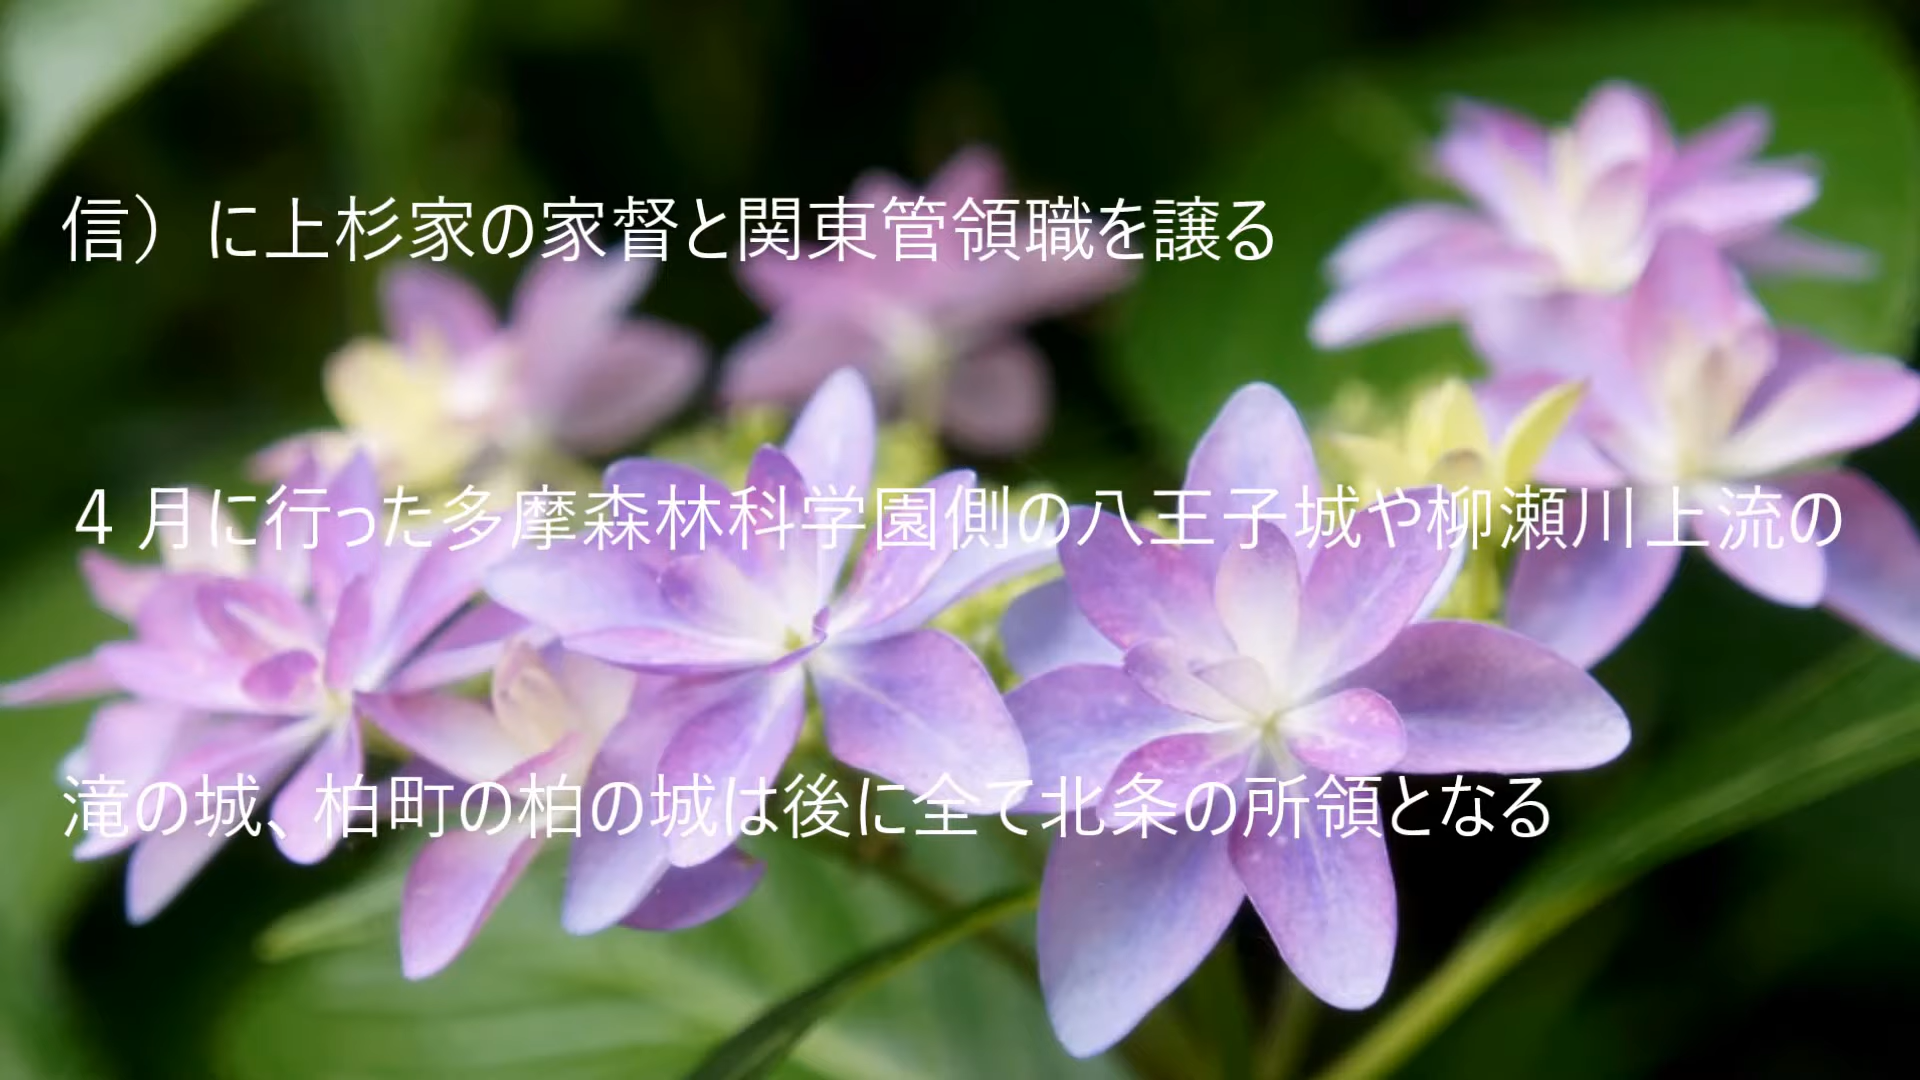 信）に上杉家の家督と関東管領職を譲る
４月に行った多摩森林科学園側の八王子城や柳瀬川上流の
滝の城、柏町の柏の城は後に全て北条の所領となる